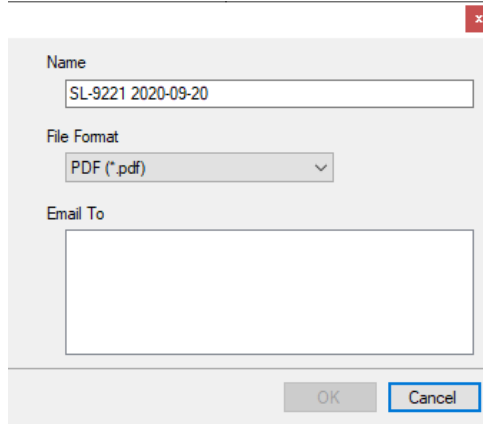 x
Name
SL-9221 2020-09-20
File Format
PDF (*.pdf)
Email To
OK Cancel